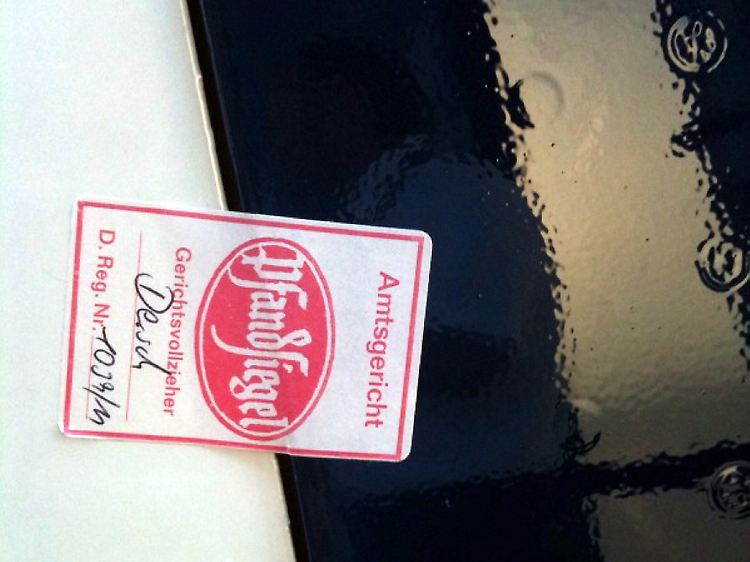 Amtsgericht
Pfandsiegel
Gerichtsvollzieher
D. Reg. Nr.